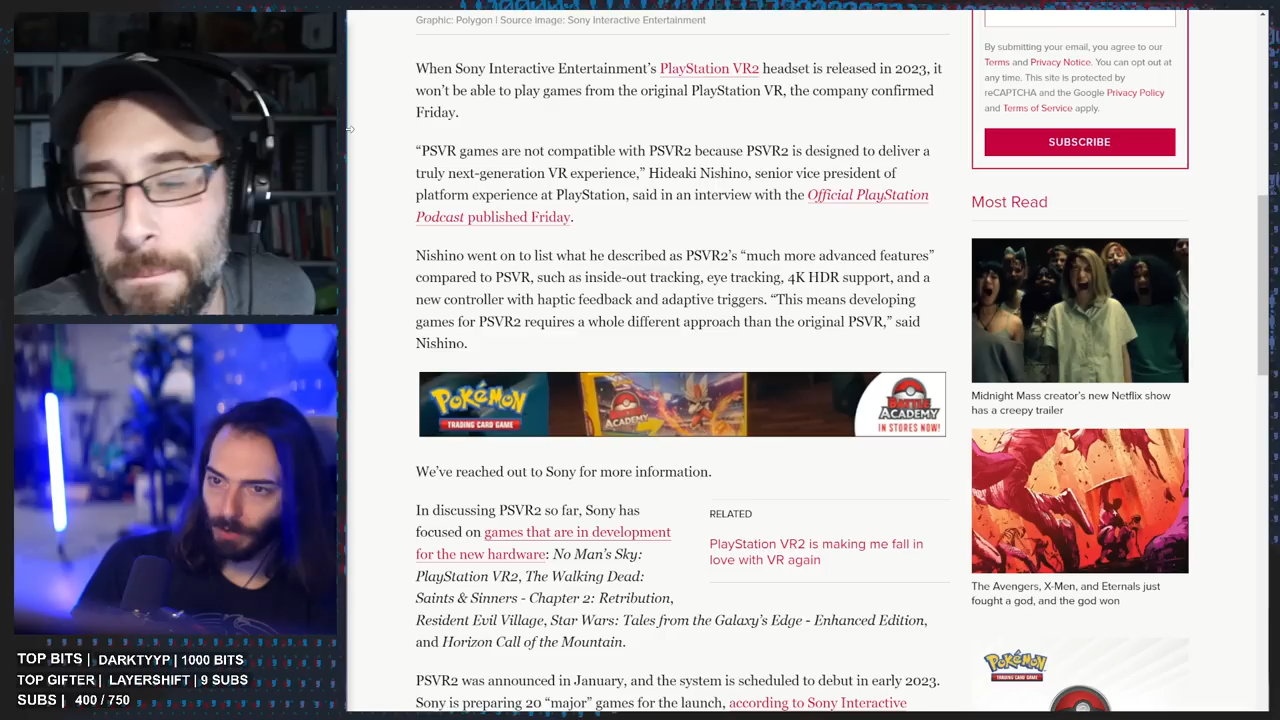 Graphic: Polygon | Source Image: Sony Interactive Entertainment
When Sony Interactive Entertainment's PlayStation VR2 headset is released in 2023, it
won't be able to play games from the original PlayStation VR, the company confirmed
Friday.
“PSVR games are not compatible with PSVR2 because PSVR2 is designed to deliver a
truly next-generation VR experience,” Hideaki Nishino, senior vice president of
platform experience at PlayStation, said in an interview with the Official PlayStation
Podcast published Friday.
Nishino went on to list what he described as PSVR2's “much more advanced features”
compared to PSVR, such as inside-out tracking, eye tracking, 4K HDR support, and a
new controller with haptic feedback and adaptive triggers. “This means developing
games for PSVR2 requires a whole different approach than the original PSVR,” said
Nishino.
POKÉMON
TRADING CARD GAME
BATTLE
ACADEMY
IN STORES NOW!
We've reached out to Sony for more information.
In discussing PSVR2 so far, Sony has
focused on games that are in development
for the new hardware: No Man's Sky:
PlayStation VR2, The Walking Dead:
Saints & Sinners - Chapter 2: Retribution,
Resident Evil Village, Star Wars: Tales from the Galaxy's Edge - Enhanced Edition,
and Horizon Call of the Mountain.
RELATED
PlayStation VR2 is making me fall in
love with VR again
PSVR2 was announced in January, and the system is scheduled to debut in early 2023.
Sony is preparing 20 “major” games for the launch, according to Sony Interactive
By submitting your email, you agree to our
Terms and Privacy Notice. You can opt out at
any time. This site is protected by
reCAPTCHA and the Google Privacy Policy
and Terms of Service apply.
SUBSCRIBE
Most Read
Midnight Mass creator's new Netflix show
has a creepy trailer
The Avengers, X-Men, and Eternals just
fought a god, and the god won
POKÉMON
TRADING CARD GAME
TOP BITS | DARKTYYP | 1000 BITS
TOP GIFTER | LAYERSHIFT | 9 SUBS
SUBS | 400 / 750